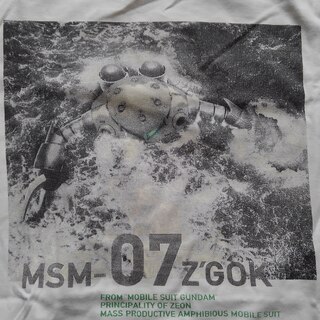 MSM-07 Z'GOK
FROM MOBILE SUIT GUNDAM
PRINCIPALITY OF ZEON
MASS PRODUCTIVE AMPHIBIOUS MOBILE SUIT